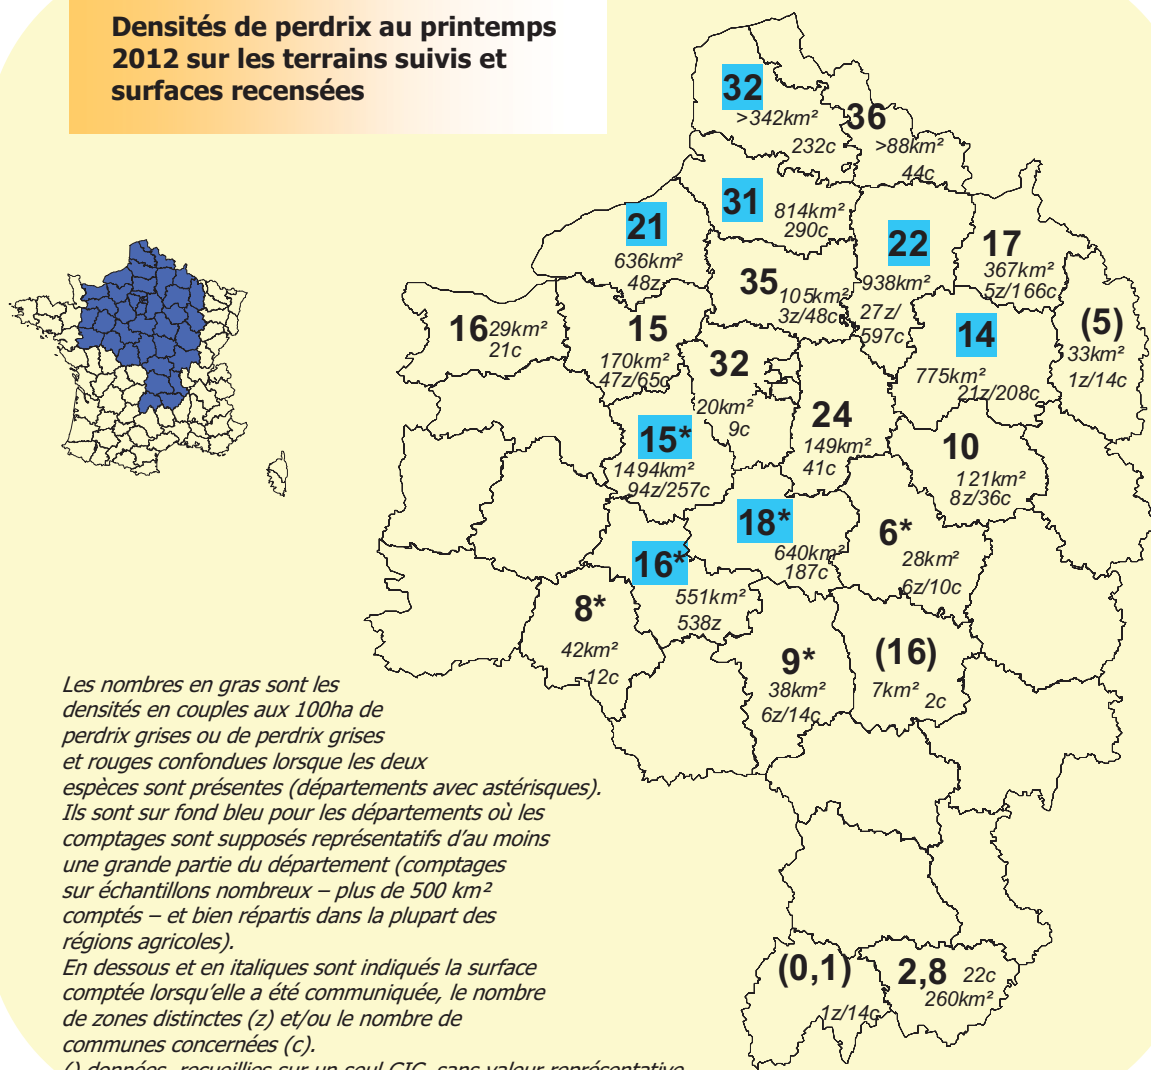 Densités de perdrix au printemps
2012 sur les terrains suivis et
surfaces recensées
32
>342km²
232c
36
>88km²
44c
31
814km²
290c
21
636km²
48z
22
938km²
27z/
597c
17
367km²
5z/166c
35
105km²
3z/48c
16 29km²
21c
15
170km²
47z/65c
32
20km²
9c
14
775km²
21z/208c
(5)
33km²
1z/14c
24
149km²
41c
15*
1494km²
94z/257c
10
121km²
8z/36c
18*
640km²
187c
6*
28km²
6z/10c
16*
551km²
538z
8*
42km²
12c
9*
38km²
6z/14c
(16)
7km² 2c
(0,1)
1z/14c
2,8 22c
260km²
Les nombres en gras sont les
densités en couples aux 100ha de
perdrix grises ou de perdrix grises
et rouges confondues lorsque les deux
espèces sont présentes (départements avec astérisques).
Ils sont sur fond bleu pour les départements où les
comptages sont supposés représentatifs d'au moins
une grande partie du département (comptages
sur échantillons nombreux – plus de 500 km²
comptés – et bien répartis dans la plupart des
régions agricoles).
En dessous et en italiques sont indiqués la surface
comptée lorsqu'elle a été communiquée, le nombre
de zones distinctes (z) et/ou le nombre de
communes concernées (c).
() données recueillies sur un seul GIC, sans valeur représentative